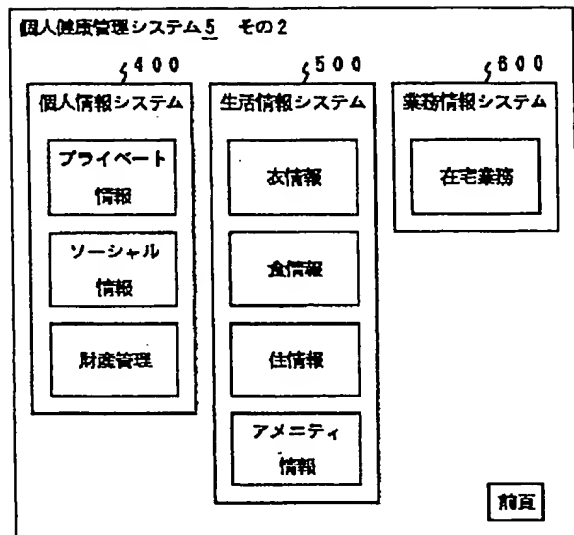 個人健康管理システム5 その2
400
500
600
個人情報システム
生活情報システム
業務情報システム
プライベート
情報
衣情報
在宅業務
ソーシャル
情報
食情報
財産管理
住情報
アメニティ
情報
前頁